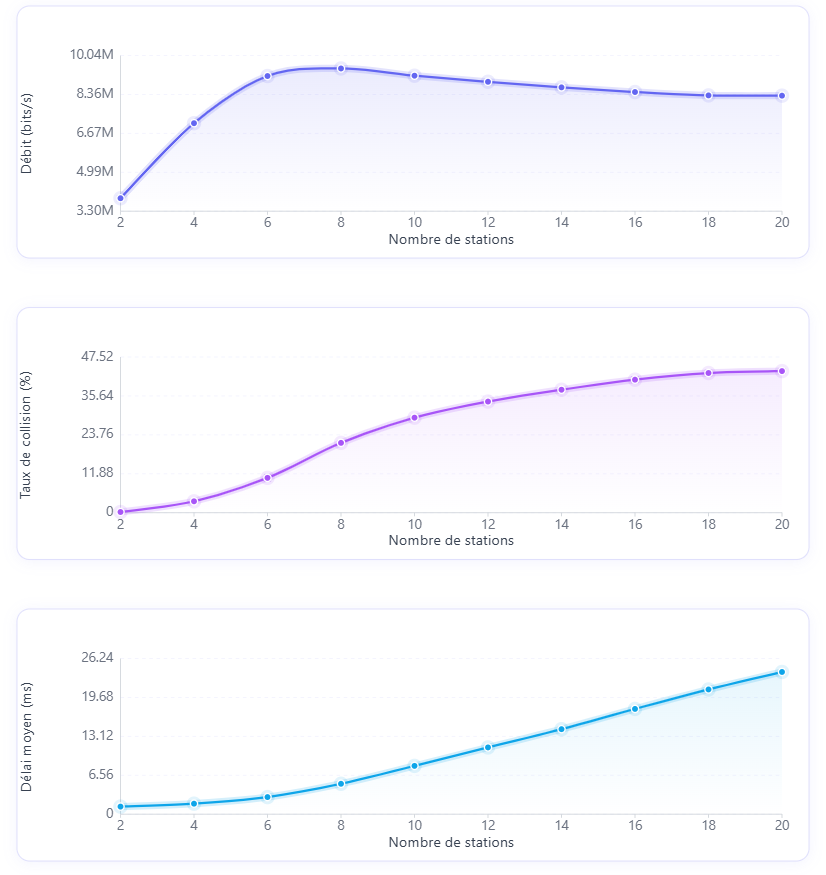 10.04M
8.36M
6.67M
4.99M
3.30M
Débit (bits/s)
2 4 6 8 10 12 14 16 18 20
Nombre de stations
47.52
35.64
23.76
11.88
0
Taux de collision (%)
2 4 6 8 10 12 14 16 18 20
Nombre de stations
26.24
19.68
13.12
6.56
0
Délai moyen (ms)
2 4 6 8 10 12 14 16 18 20
Nombre de stations